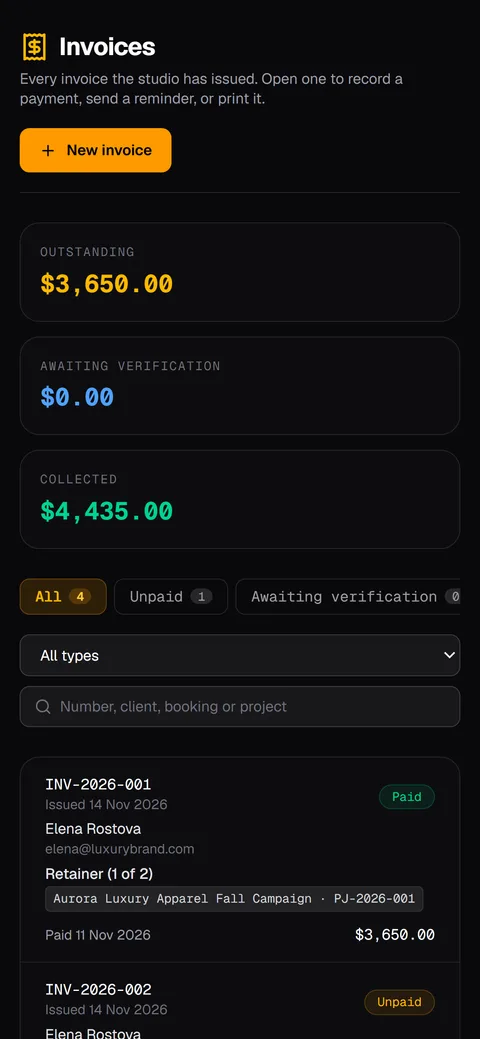 Invoices
Every invoice the studio has issued. Open one to record a
payment, send a reminder, or print it.
+ New invoice
OUTSTANDING
$3,650.00
AWAITING VERIFICATION
$0.00
COLLECTED
$4,435.00
All 4 Unpaid 1 Awaiting verification 0
All types
Number, client, booking or project
INV-2026-001
Paid
Issued 14 Nov 2026
Elena Rostova
elena@luxurybrand.com
Retainer (1 of 2)
Aurora Luxury Apparel Fall Campaign · PJ-2026-001
Paid 11 Nov 2026 $3,650.00
INV-2026-002
Unpaid
Issued 14 Nov 2026
Elena Rostova